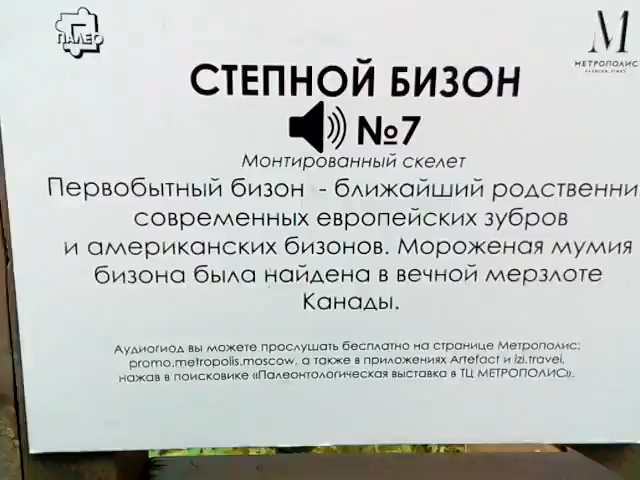 ПАЛЕО
М
МЕТРОПОЛИС
СТЕПНОЙ БИЗОН
№7
Монтированный скелет
Первобытный бизон - ближайший родственни
современных европейских зубров
и американских бизонов. Мороженая мумия
бизона была найдена в вечной мерзлоте
Канады.
Аудиогиод вы можете прослушать бесплатно на странице Метрополис:
promo.metropolis.moscow, а также в приложениях Artefact и izi.travel,
нажав в поисковике «Палеонтологическая выставка в ТЦ МЕТРОПОЛИС».